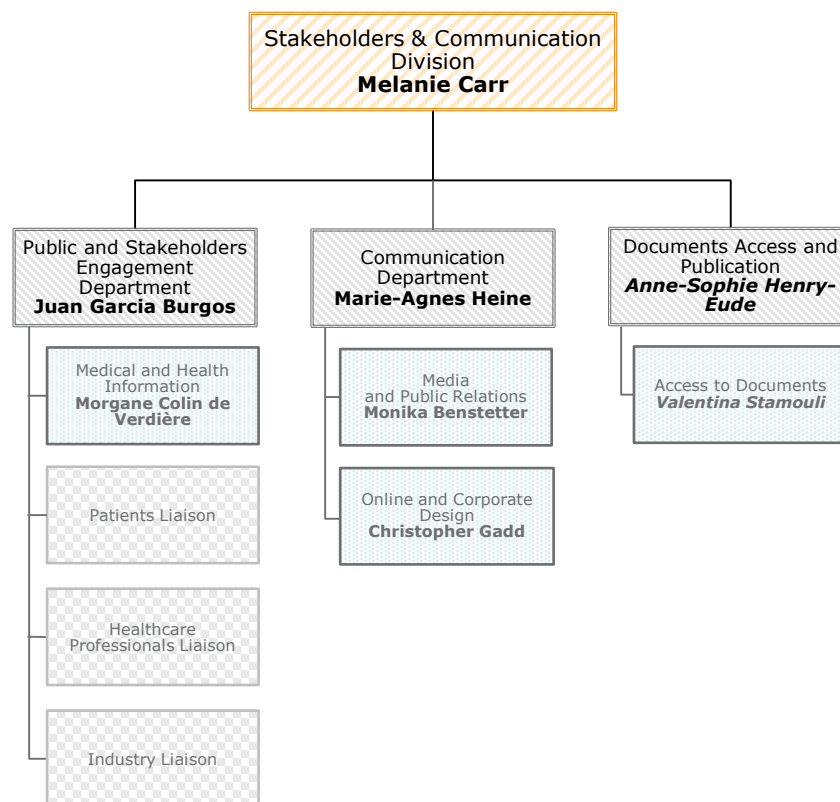 Stakeholders & Communication
Division
Melanie Carr
Public and Stakeholders
Engagement
Department
Juan Garcia Burgos
Medical and Health
Information
Morgane Colin de
Verdière
Patients Liaison
Healthcare
Professionals Liaison
Industry Liaison
Communication
Department
Marie-Agnes Heine
Media
and Public Relations
Monika Benstetter
Online and Corporate
Design
Christopher Gadd
Documents Access and
Publication
Anne-Sophie Henry-
Eude
Access to Documents
Valentina Stamouli